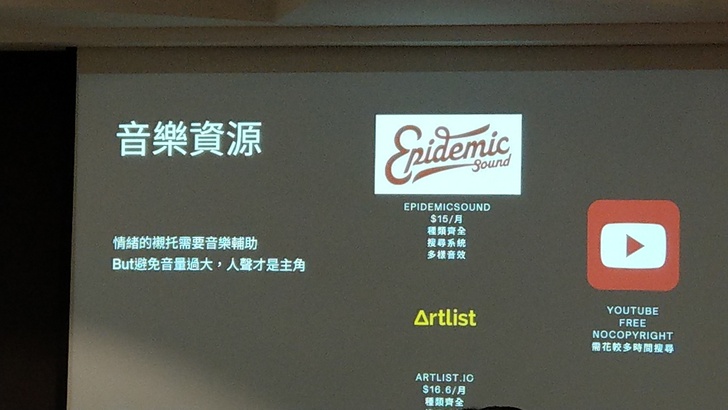 音樂資源
情緒的襯托需要音樂輔助
But避免音量過大，人聲才是主角
Epidemic
Sound
EPIDEMICSOUND
$15/月
種類齊全
搜尋系統
多樣音效
Artlist
ARTLIST.IO
$16.6/月
種類齊全
YOUTUBE
FREE
NOCOPYRIGHT
需花較多時間搜尋